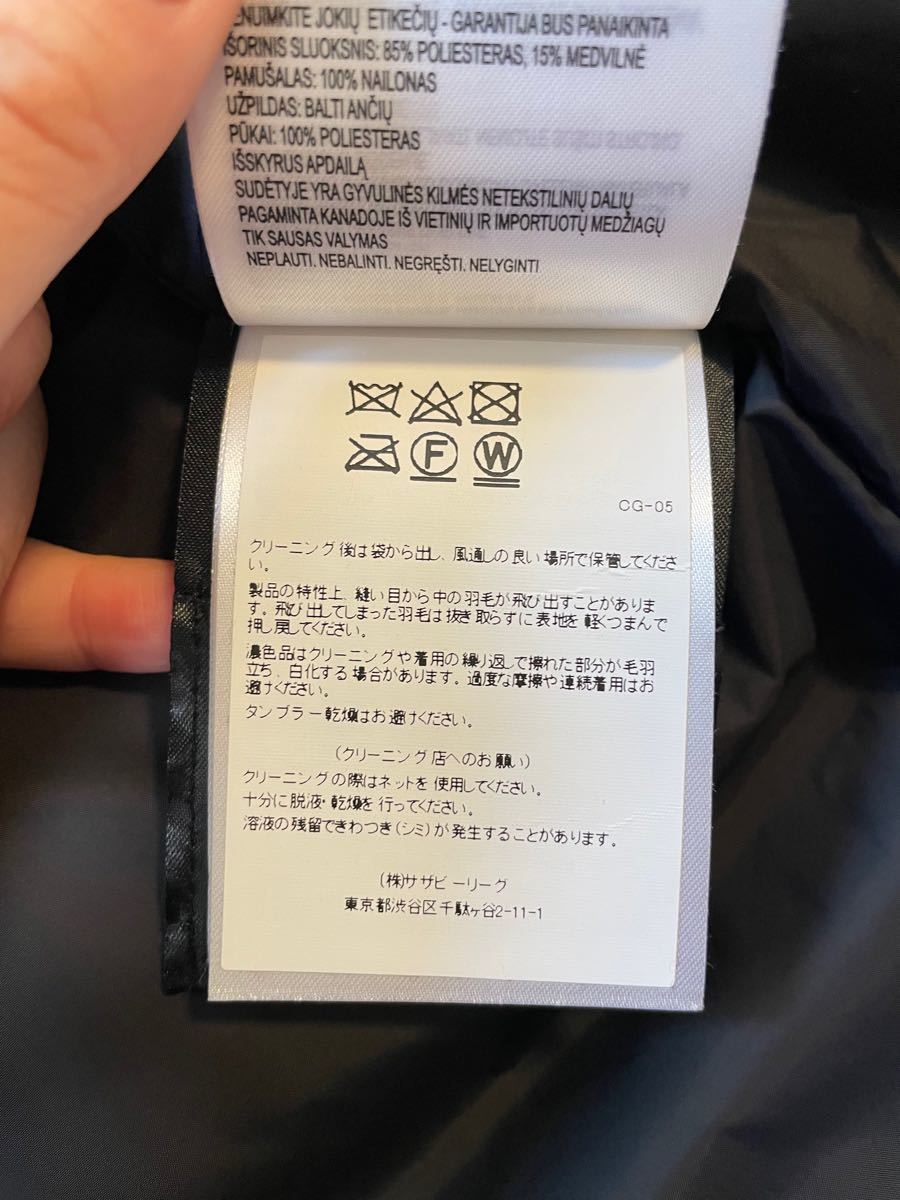 NUIMKITE JOKIŲ ETIKEČIŲ - GARANTIJA BUS PANAIKINTA
IŠORINIS SLUOKSNIS: 85% POLIESTERAS, 15% MEDVILNĖ
PAMUŠALAS: 100% NAILONAS
UŽPILDAS: BALTI ANČIŲ
PŪKAI: 100% POLIESTERAS
IŠSKYRUS APDAILĄ
SUDĖTYJE YRA GYVULINĖS KILMĖS NETEKSTILINIŲ DALIŲ
PAGAMINTA KANADOJE IŠ VIETINIŲ IR IMPORTUOTŲ MEDŽIAGŲ
TIK SAUSAS VALYMAS
NEPLAUTI. NEBALINTI. NEGRĘŠTI. NELYGINTI
F W
CG-05
クリーニング後は袋から出し、風通しの良い場所で保管してくださ
い。
製品の特性上、縫い目から中の羽毛が飛び出すことがありま
す。飛び出してしまった羽毛は抜き取らずに表地を軽くつまんで
押し戻してください。
濃色品はクリーニングや着用の繰り返しで擦れた部分が毛羽
立ち、白化する場合があります。過度な摩擦や連続着用はお
避けください。
タンブラー乾燥はお避けください。
(クリーニング店へのお願い)
クリーニングの際はネットを使用してください。
十分に脱液・乾燥を行ってください。
溶液の残留できわつき(シミ)が発生することがあります。
(株)サザビーリーグ
東京都渋谷区千駄ヶ谷2-11-1